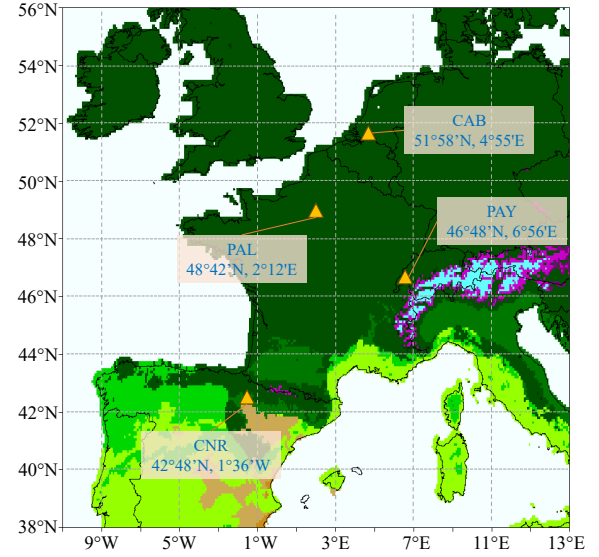 56°N
54°N
52°N
50°N
48°N
46°N
44°N
42°N
40°N
38°N
CAB
51°58’N, 4°55'E
PAY
46°48’N, 6°56'E
PAL
48°42’N, 2°12'E
CNR
42°48’N, 1°36’W
9°W
5°W
1°W
3°E
7°E
11°E
13°E